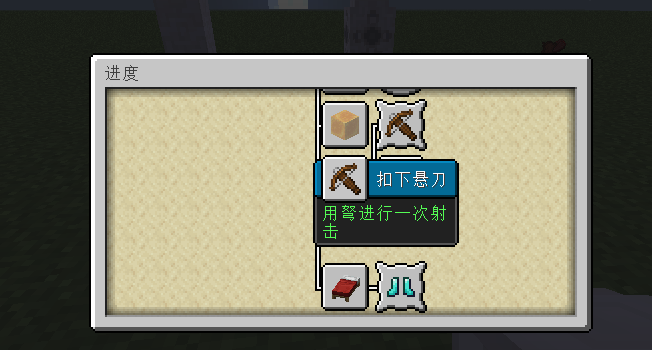 进度
扣下悬刀
用弩进行一次射
击